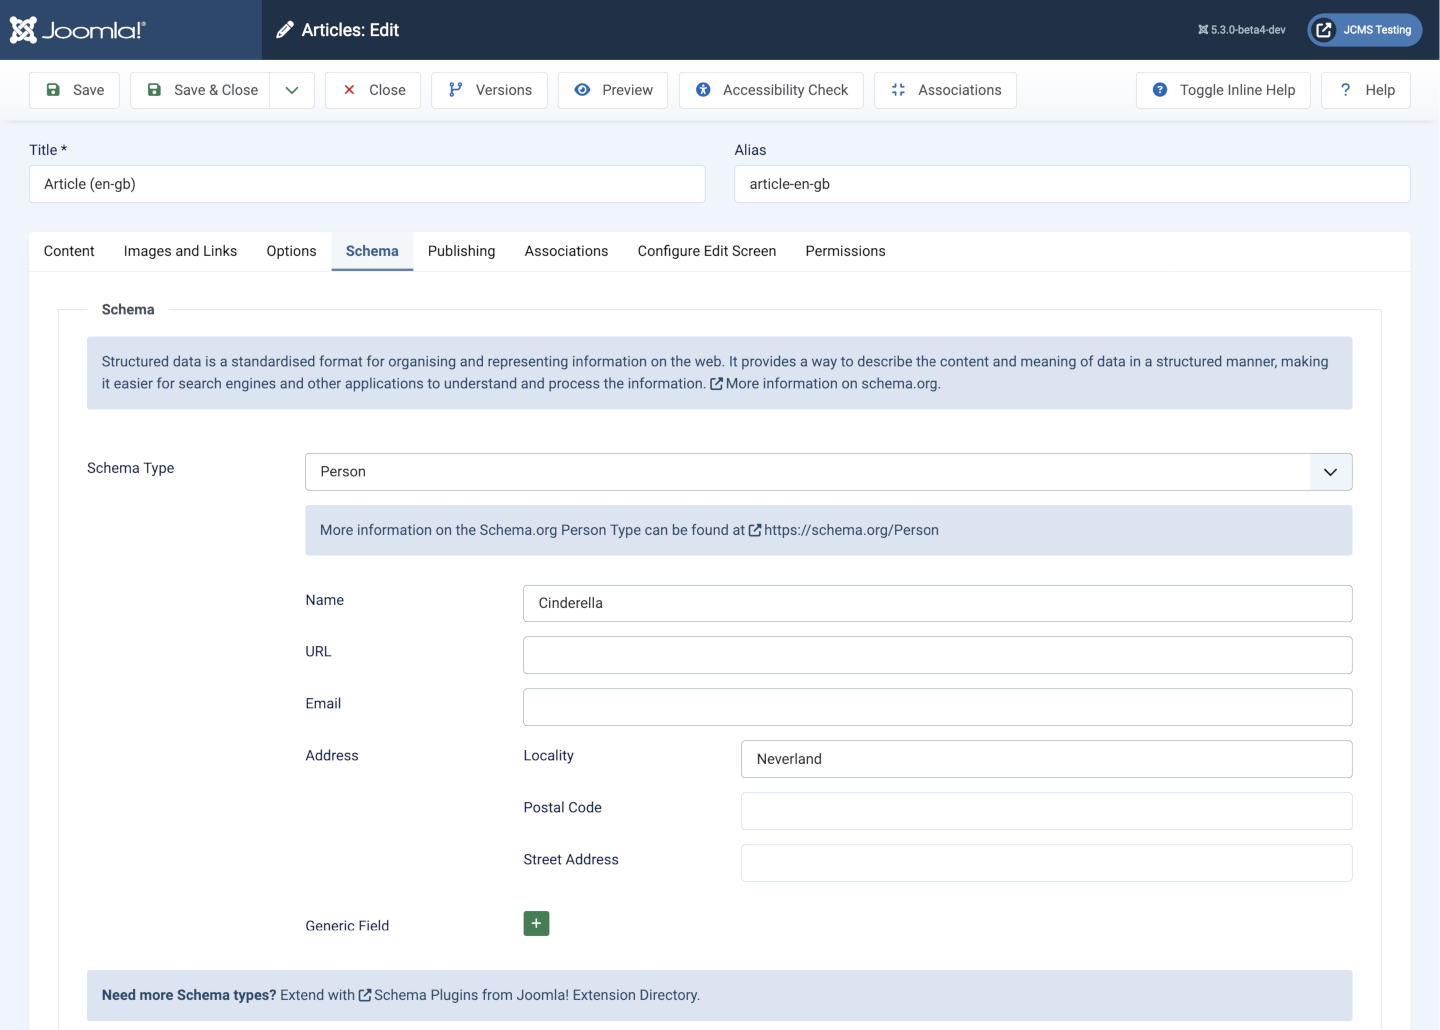 Joomla!®
Articles: Edit
5.3.0-beta4-dev
JCMS Testing
Save
Save & Close
Close
Versions
Preview
Accessibility Check
Associations
Toggle Inline Help
Help
Title *
Alias
Article (en-gb)
article-en-gb
Content
Images and Links
Options
Schema
Publishing
Associations
Configure Edit Screen
Permissions
Schema
Structured data is a standardised format for organising and representing information on the web. It provides a way to describe the content and meaning of data in a structured manner, making
it easier for search engines and other applications to understand and process the information. More information on schema.org.
Schema Type
Person
More information on the Schema.org Person Type can be found at https://schema.org/Person
Name
Cinderella
URL
Email
Address
Locality
Neverland
Postal Code
Street Address
Generic Field
Need more Schema types? Extend with Schema Plugins from Joomla! Extension Directory.